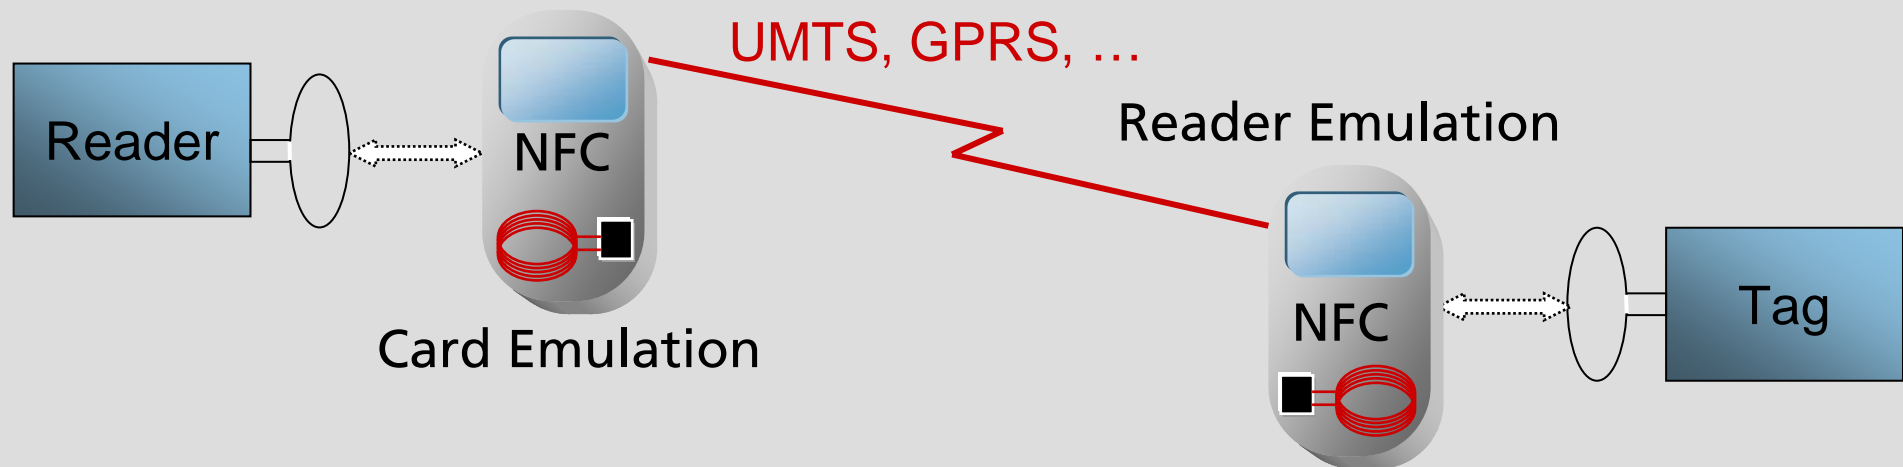 UMTS, GPRS, …
Reader
NFC
Card Emulation
Reader Emulation
NFC
Tag